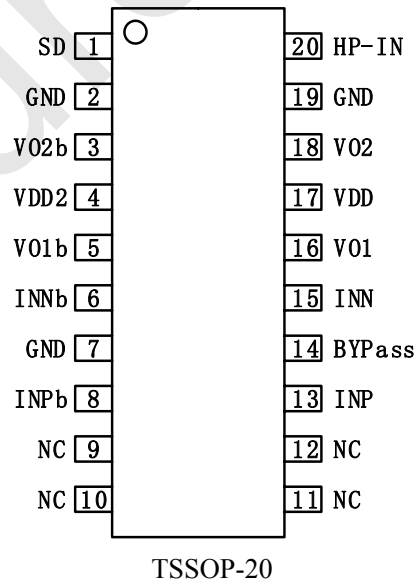 SD 1 20 HP-IN
GND 2 19 GND
VO2b 3 18 VO2
VDD2 4 17 VDD
VO1b 5 16 VO1
INNb 6 15 INN
GND 7 14 BYPass
INPb 8 13 INP
NC 9 12 NC
NC 10 11 NC
TSSOP-20